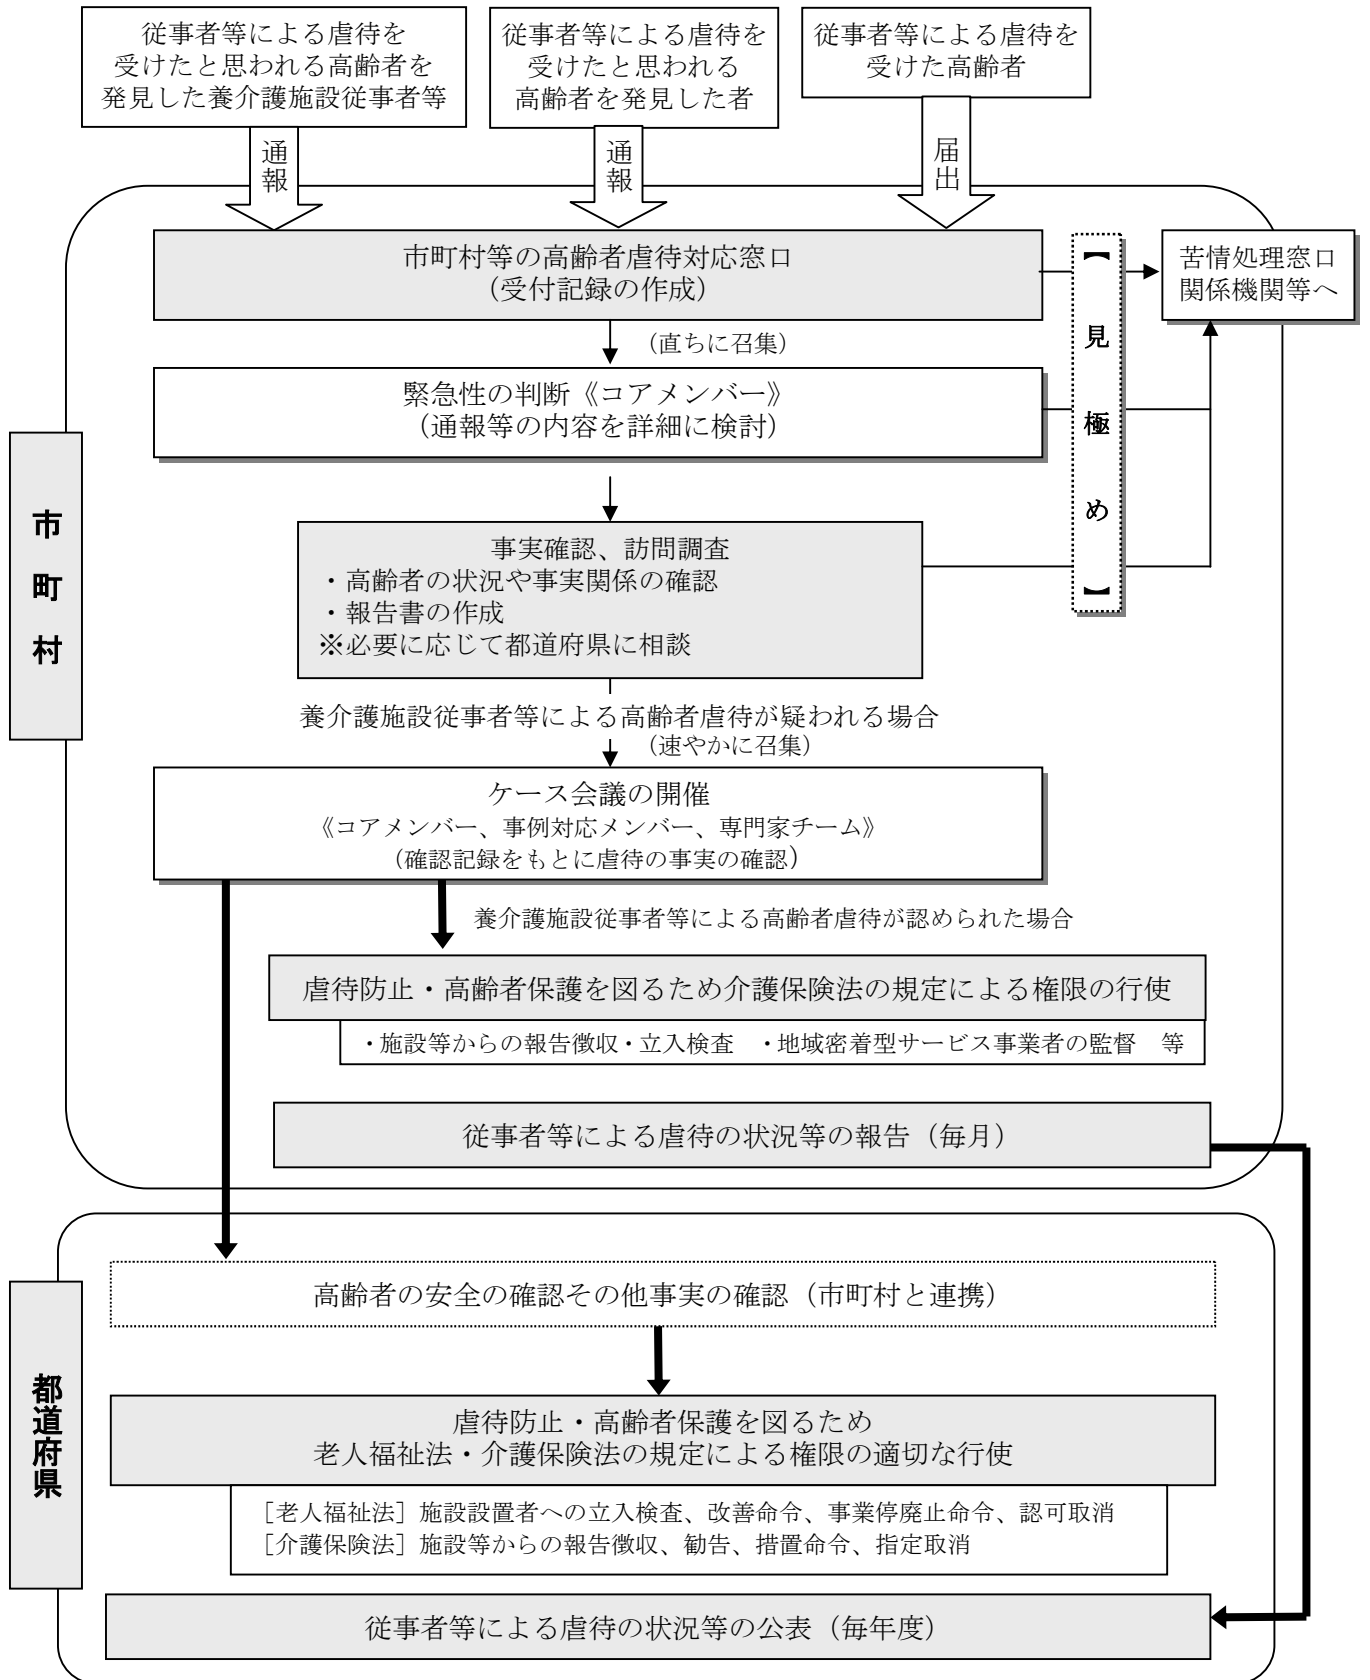 従事者等による虐待を
受けたと思われる高齢者を
発見した養介護施設従事者等
従事者等による虐待を
受けたと思われる
高齢者を発見した者
従事者等による虐待を
受けた高齢者
通報
通報
届出
市町村等の高齢者虐待対応窓口
（受付記録の作成）
【見極め】
苦情処理窓口
関係機関等へ
（直ちに召集）
緊急性の判断《コアメンバー》
（通報等の内容を詳細に検討）
市町村
事実確認、訪問調査
・高齢者の状況や事実関係の確認
・報告書の作成
※必要に応じて都道府県に相談
養介護施設従事者等による高齢者虐待が疑われる場合
（速やかに召集）
ケース会議の開催
《コアメンバー、事例対応メンバー、専門家チーム》
（確認記録をもとに虐待の事実の確認）
養介護施設従事者等による高齢者虐待が認められた場合
虐待防止・高齢者保護を図るため介護保険法の規定による権限の行使
・施設等からの報告徴収・立入検査　・地域密着型サービス事業者の監督　等
従事者等による虐待の状況等の報告（毎月）
都道府県
高齢者の安全の確認その他事実の確認（市町村と連携）
虐待防止・高齢者保護を図るため
老人福祉法・介護保険法の規定による権限の適切な行使
［老人福祉法］施設設置者への立入検査、改善命令、事業停廃止命令、認可取消
［介護保険法］施設等からの報告徴収、勧告、措置命令、指定取消
従事者等による虐待の状況等の公表（毎年度）